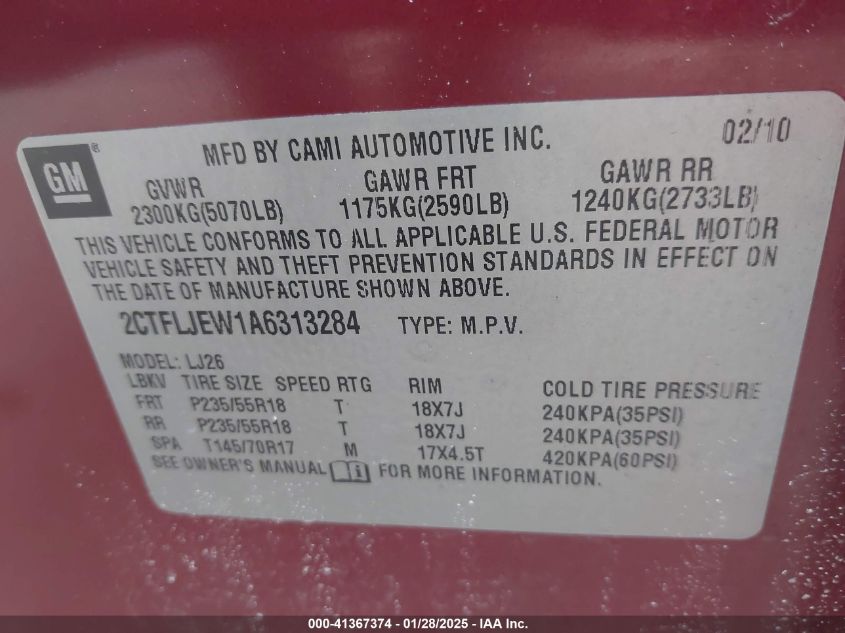 GM ®
MFD BY CAMI AUTOMOTIVE INC. 02/10
GVWR GAWR FRT GAWR RR
2300KG(5070LB) 1175KG(2590LB) 1240KG(2733LB)
THIS VEHICLE CONFORMS TO ALL APPLICABLE U.S. FEDERAL MOTOR
VEHICLE SAFETY AND THEFT PREVENTION STANDARDS IN EFFECT ON
THE DATE OF MANUFACTURE SHOWN ABOVE.
2CTFLJEW1A6313284 TYPE: M.P.V.
MODEL: LJ26
LBKV TIRE SIZE SPEED RTG RIM COLD TIRE PRESSURE
FRT P235/55R18 T 18X7J 240KPA(35PSI)
RR P235/55R18 T 18X7J 240KPA(35PSI)
SPA T145/70R17 M 17X4.5T 420KPA(60PSI)
SEE OWNER'S MANUAL FOR MORE INFORMATION.
000-41367374 - 01/28/2025 - IAA Inc.